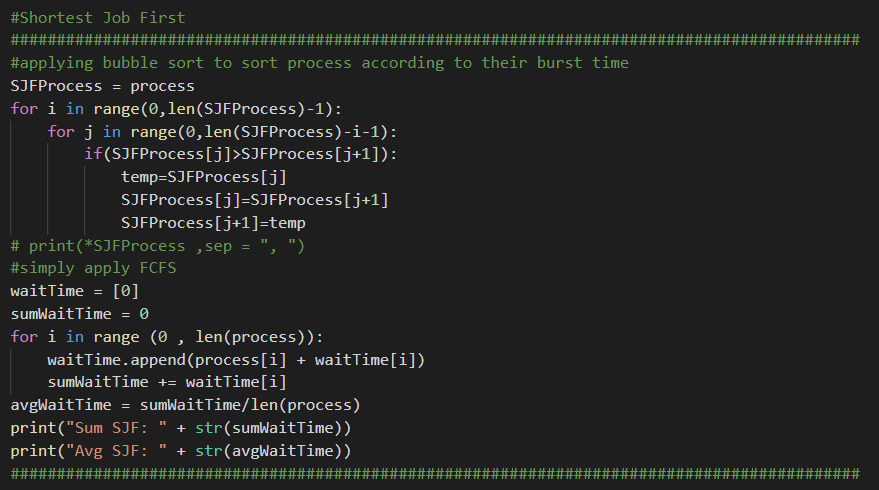 #Shortest Job First
############################################################################################
#applying bubble sort to sort process according to their burst time
SJFProcess = process
for i in range(0,len(SJFProcess)-1):
    for j in range(0,len(SJFProcess)-i-1):
        if(SJFProcess[j]>SJFProcess[j+1]):
            temp=SJFProcess[j]
            SJFProcess[j]=SJFProcess[j+1]
            SJFProcess[j+1]=temp
# print(*SJFProcess ,sep = ", ")
#simply apply FCFS
waitTime = [0]
sumWaitTime = 0
for i in range (0 , len(process)):
    waitTime.append(process[i] + waitTime[i])
    sumWaitTime += waitTime[i]
avgWaitTime = sumWaitTime/len(process)
print("Sum SJF: " + str(sumWaitTime))
print("Avg SJF: " + str(avgWaitTime))
############################################################################################